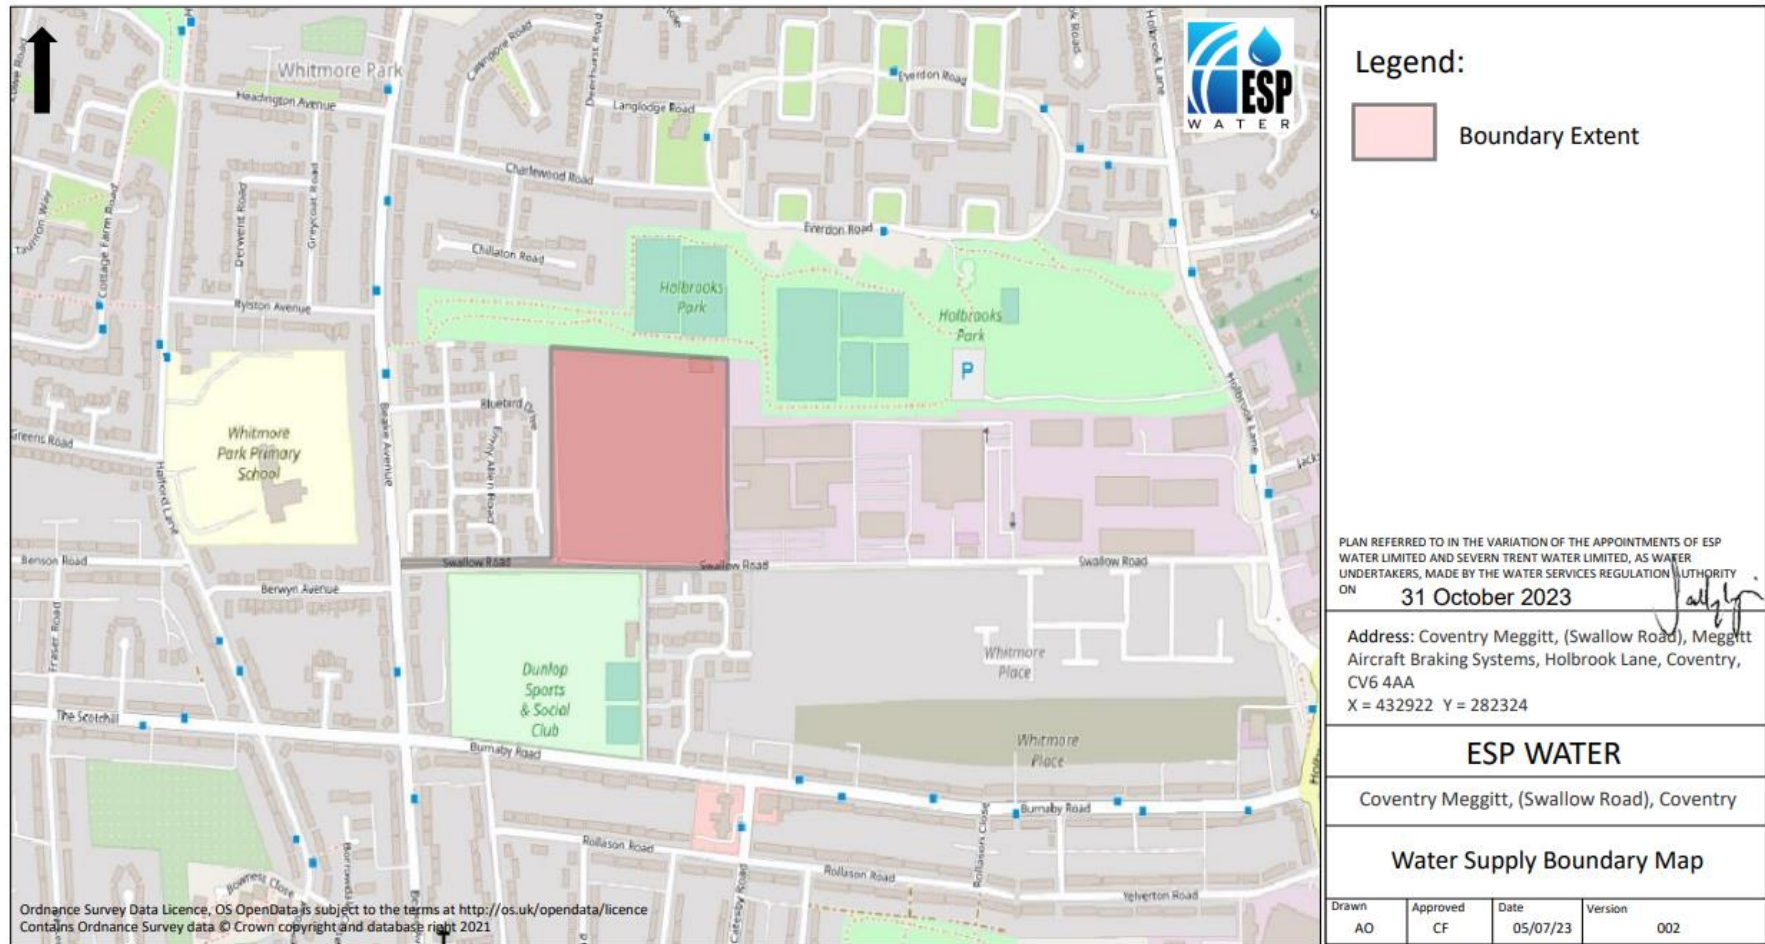 Whitmore Park
Headington Avenue
Deerhurst Road
Langlodge Road
Everdon Road
Holbrook Lane
ESP
WATER
Charlewood Road
Derwent Road
Greycoat Road
Cottage Farm Road
Taunton Way
Chillaton Road
Everdon Road
Rylston Avenue
Holbrooks
Park
Holbrooks
Park
P
Holbrook Lane
Bluebird Drive
Emmy Allen Road
Beake Avenue
Greens Road
Whitmore
Park Primary
School
Halford Lane
Benson Road
Swallow Road
Swallow Road
Swallow Road
Berwyn Avenue
Fraser Road
Whitmore
Place
Dunlop
Sports
& Social
Club
The Scotchill
Burnaby Road
Whitmore
Place
Burnaby Road
Rollason Road
Rollason Close
Rollason Road
Yelverton Road
Catesby Road
Bowness Close
Ordnance Survey Data Licence, OS OpenData is subject to the terms at http://os.uk/opendata/licence
Contains Ordnance Survey data © Crown copyright and database right 2021
Legend:
Boundary Extent
PLAN REFERRED TO IN THE VARIATION OF THE APPOINTMENTS OF ESP
WATER LIMITED AND SEVERN TRENT WATER LIMITED, AS WATER
UNDERTAKERS, MADE BY THE WATER SERVICES REGULATION AUTHORITY
ON 31 October 2023
Address: Coventry Meggitt, (Swallow Road), Meggitt
Aircraft Braking Systems, Holbrook Lane, Coventry,
CV6 4AA
X = 432922 Y = 282324
ESP WATER
Coventry Meggitt, (Swallow Road), Coventry
Water Supply Boundary Map
Drawn Approved Date Version
AO CF 05/07/23 002